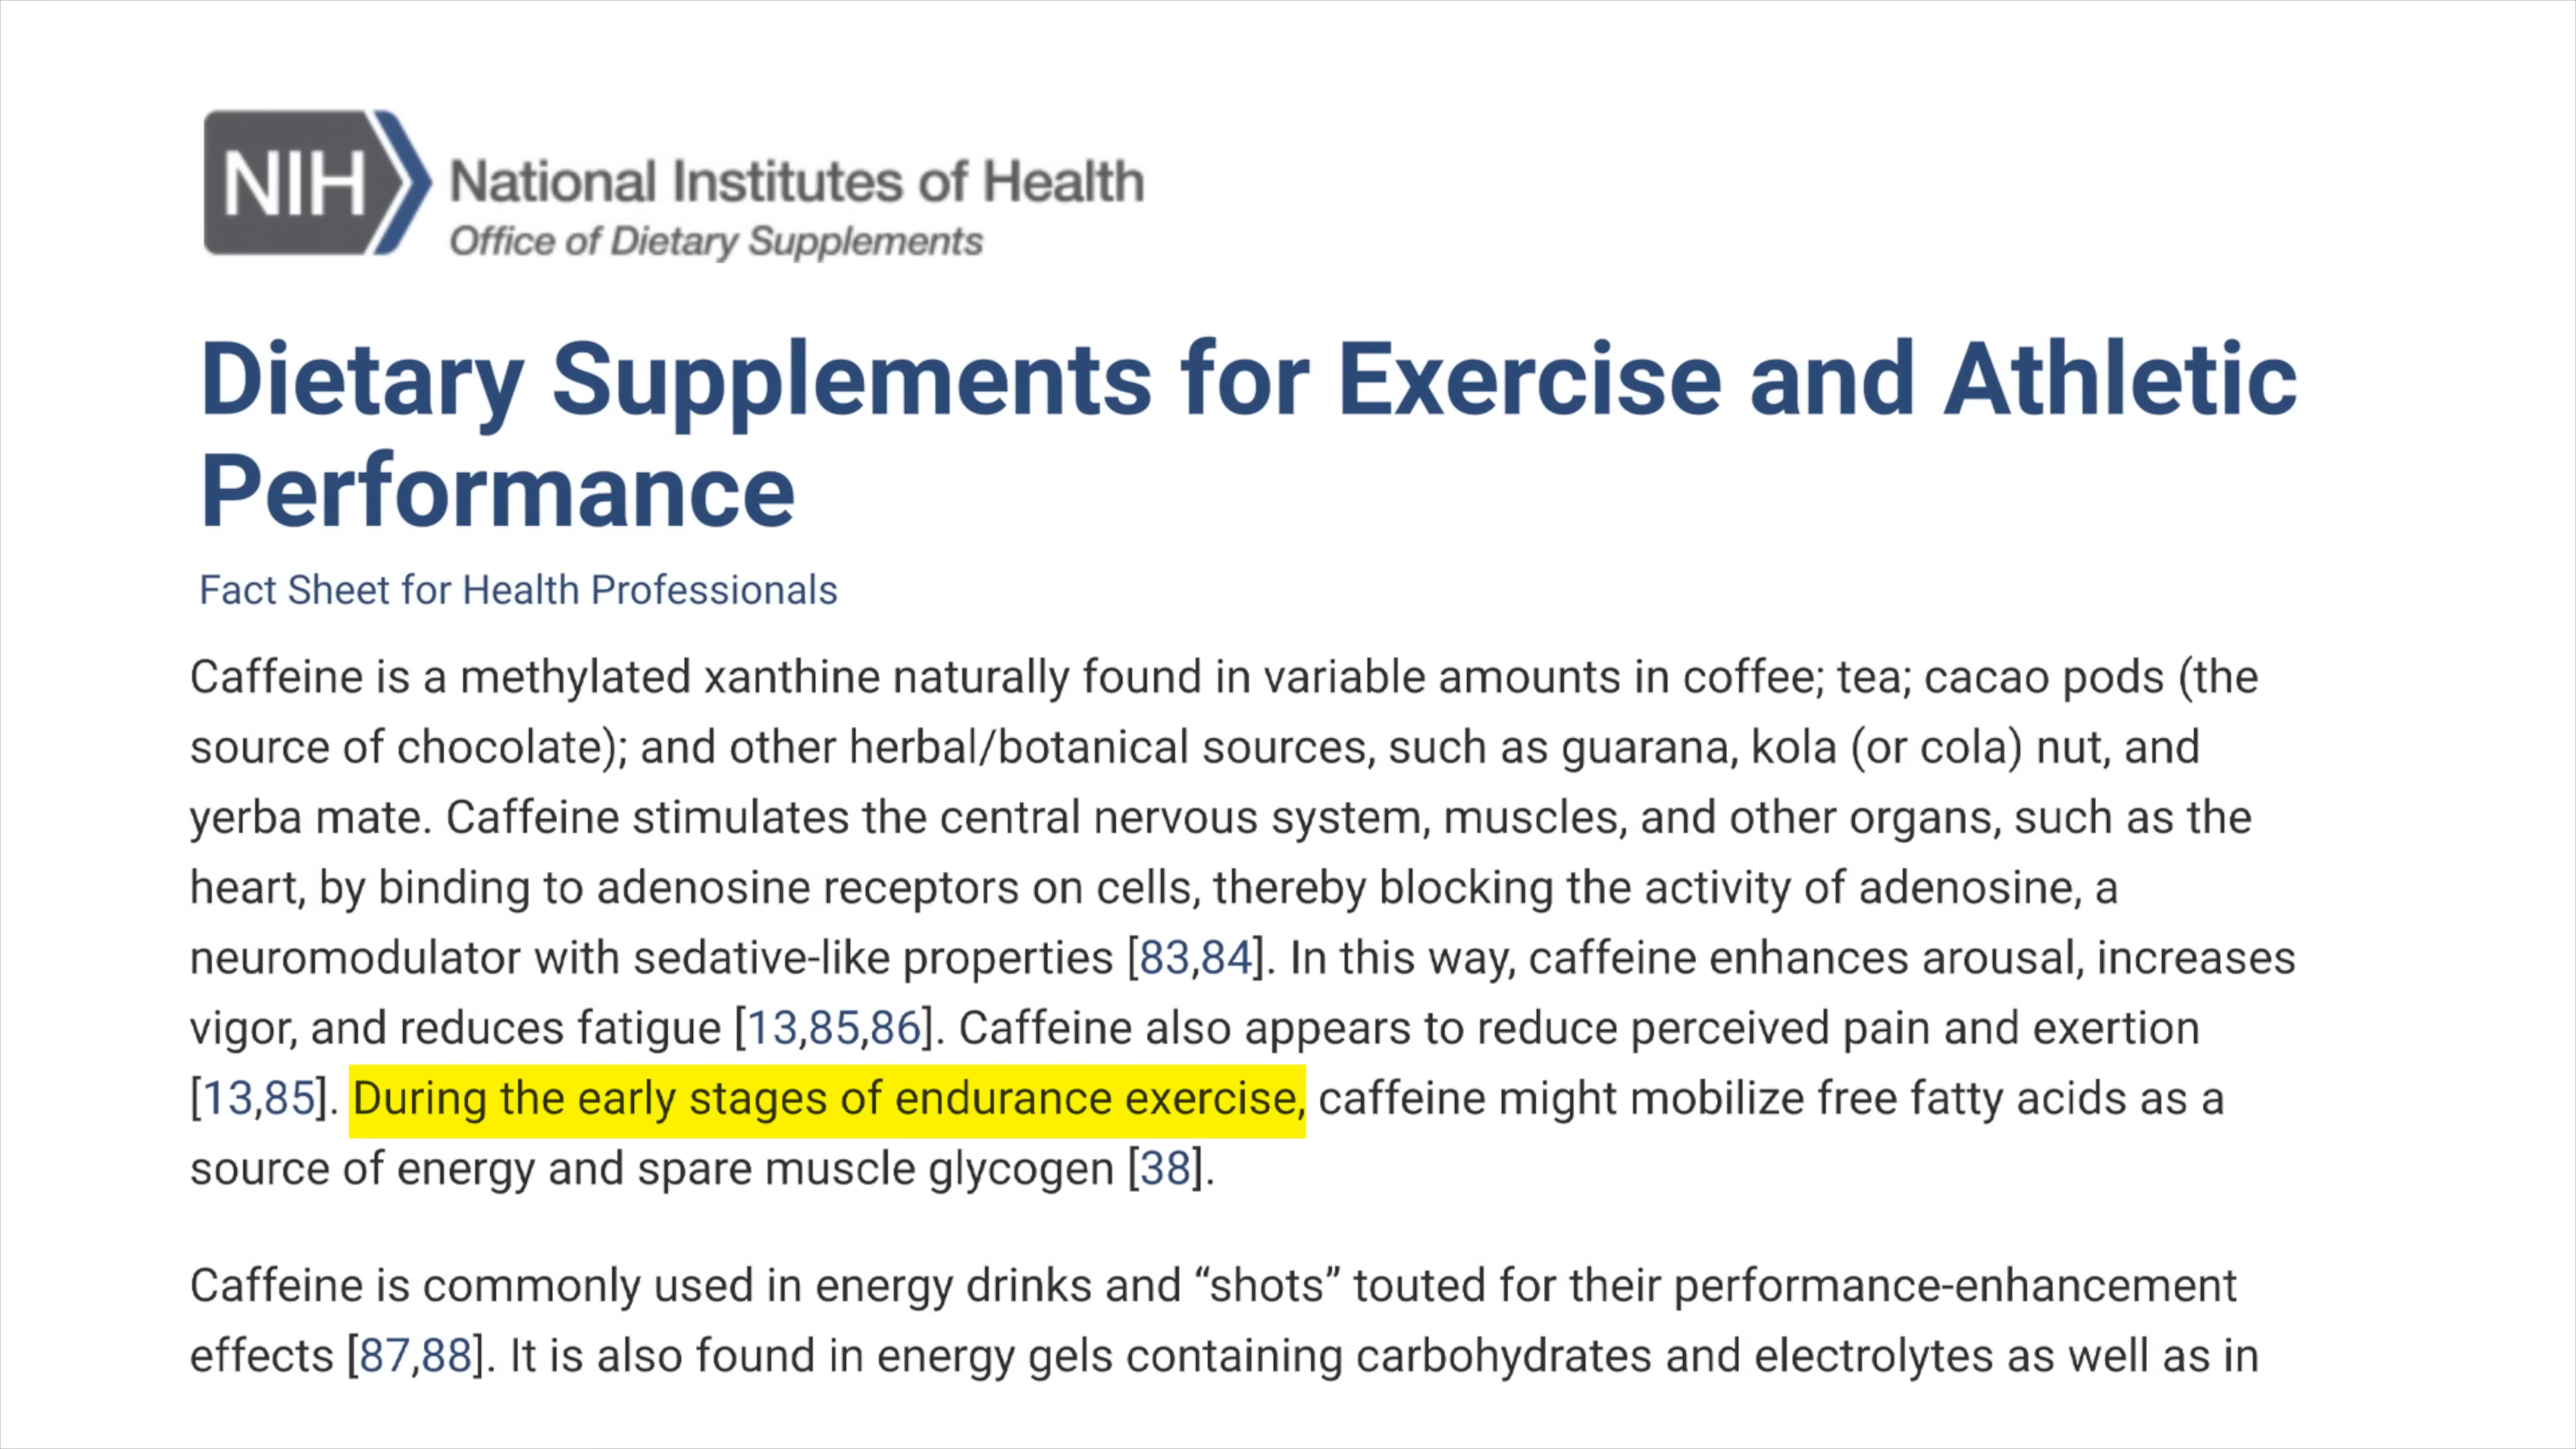 NIH National Institutes of Health
Office of Dietary Supplements
Dietary Supplements for Exercise and Athletic
Performance
Fact Sheet for Health Professionals
Caffeine is a methylated xanthine naturally found in variable amounts in coffee; tea; cacao pods (the
source of chocolate); and other herbal/botanical sources, such as guarana, kola (or cola) nut, and
yerba mate. Caffeine stimulates the central nervous system, muscles, and other organs, such as the
heart, by binding to adenosine receptors on cells, thereby blocking the activity of adenosine, a
neuromodulator with sedative-like properties [83,84]. In this way, caffeine enhances arousal, increases
vigor, and reduces fatigue [13,85,86]. Caffeine also appears to reduce perceived pain and exertion
[13,85]. During the early stages of endurance exercise, caffeine might mobilize free fatty acids as a
source of energy and spare muscle glycogen [38].
Caffeine is commonly used in energy drinks and “shots” touted for their performance-enhancement
effects [87,88]. It is also found in energy gels containing carbohydrates and electrolytes as well as in